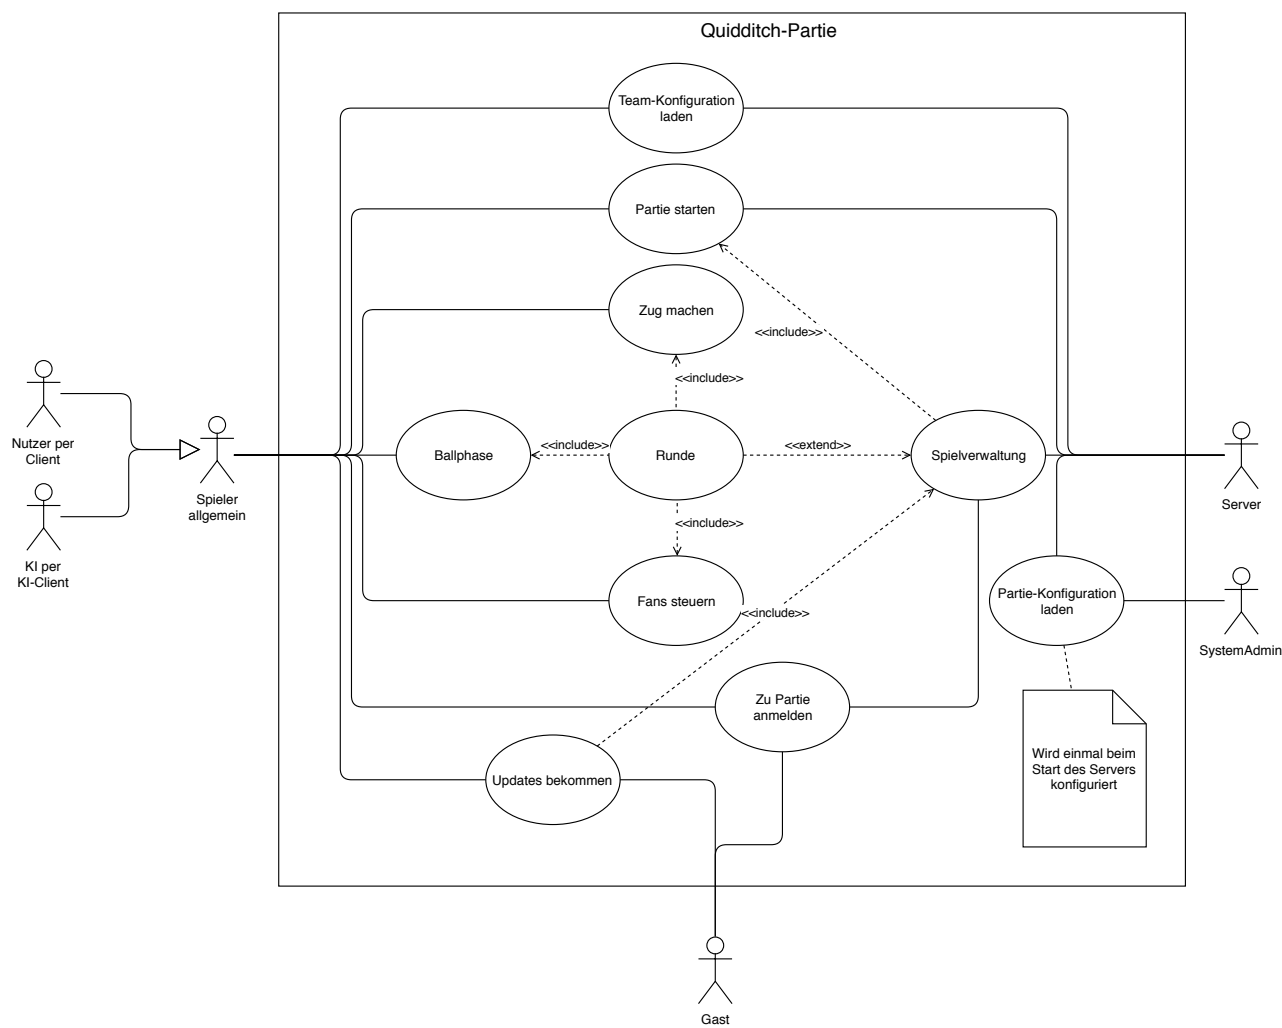 Quidditch-Partie
Team-Konfiguration
laden
Partie starten
Zug machen
<<include>>
<<include>>
Nutzer per
Client
Spieler
allgemein
KI per
KI-Client
Ballphase
<<include>>
Runde
<<extend>>
Spielverwaltung
Server
<<include>>
Fans steuern
<<include>>
Partie-Konfiguration
laden
SystemAdmin
Zu Partie
anmelden
Updates bekommen
Wird einmal beim
Start des Servers
konfiguriert
Gast